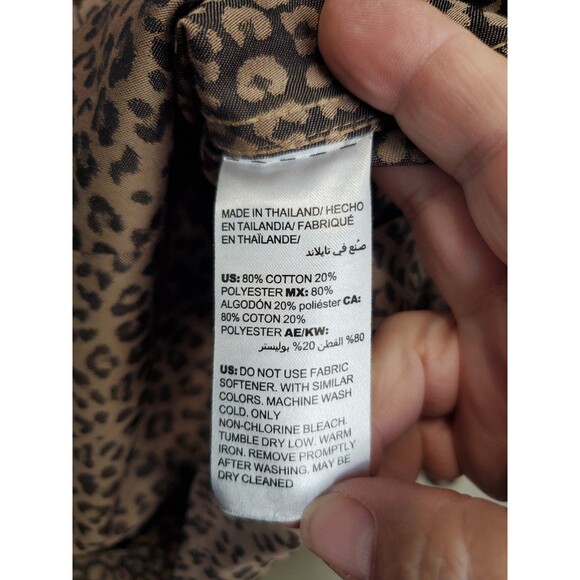 MADE IN THAILAND/ HECHO
EN TAILANDIA/ FABRIQUÉ
EN THAÏLANDE/
صُنع في تايلاند
US: 80% COTTON 20%
POLYESTER MX: 80%
ALGODÓN 20% poliéster CA:
80% COTON 20%
POLYESTER AE/KW:
80% القطن 20% بوليستر
US: DO NOT USE FABRIC
SOFTENER. WITH SIMILAR
COLORS. MACHINE WASH
COLD. ONLY
NON-CHLORINE BLEACH.
TUMBLE DRY LOW. WARM
IRON. REMOVE PROMPTLY
AFTER WASHING. MAY BE
DRY CLEANED